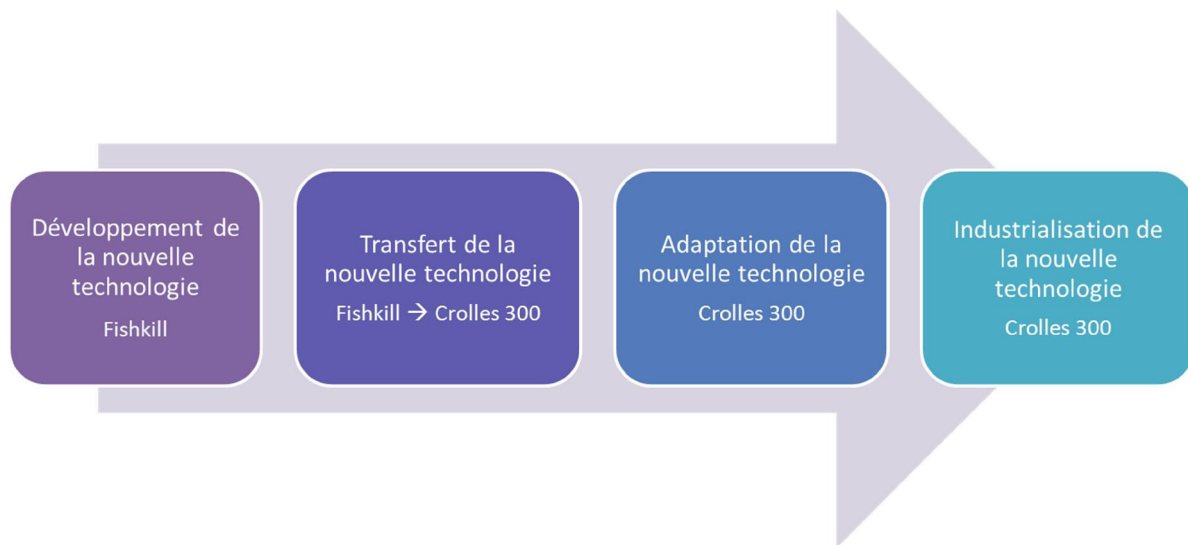 Développement de
la nouvelle
technologie
Fishkill
Transfert de la
nouvelle technologie
Fishkill → Crolles 300
Adaptation de la
nouvelle technologie
Crolles 300
Industrialisation de
la nouvelle
technologie
Crolles 300